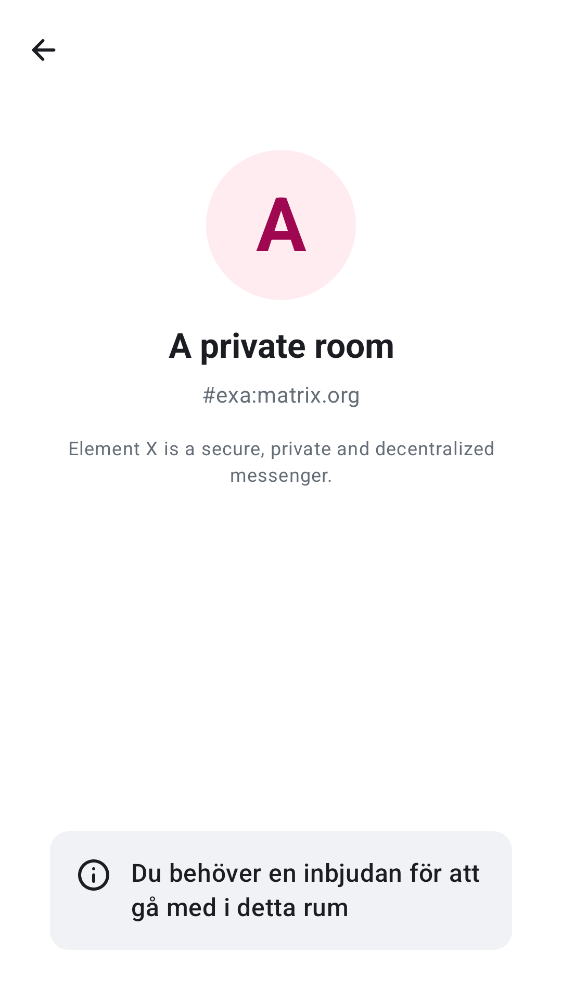 A
A private room
#exa:matrix.org
Element X is a secure, private and decentralized
messenger.
Du behöver en inbjudan för att
gå med i detta rum